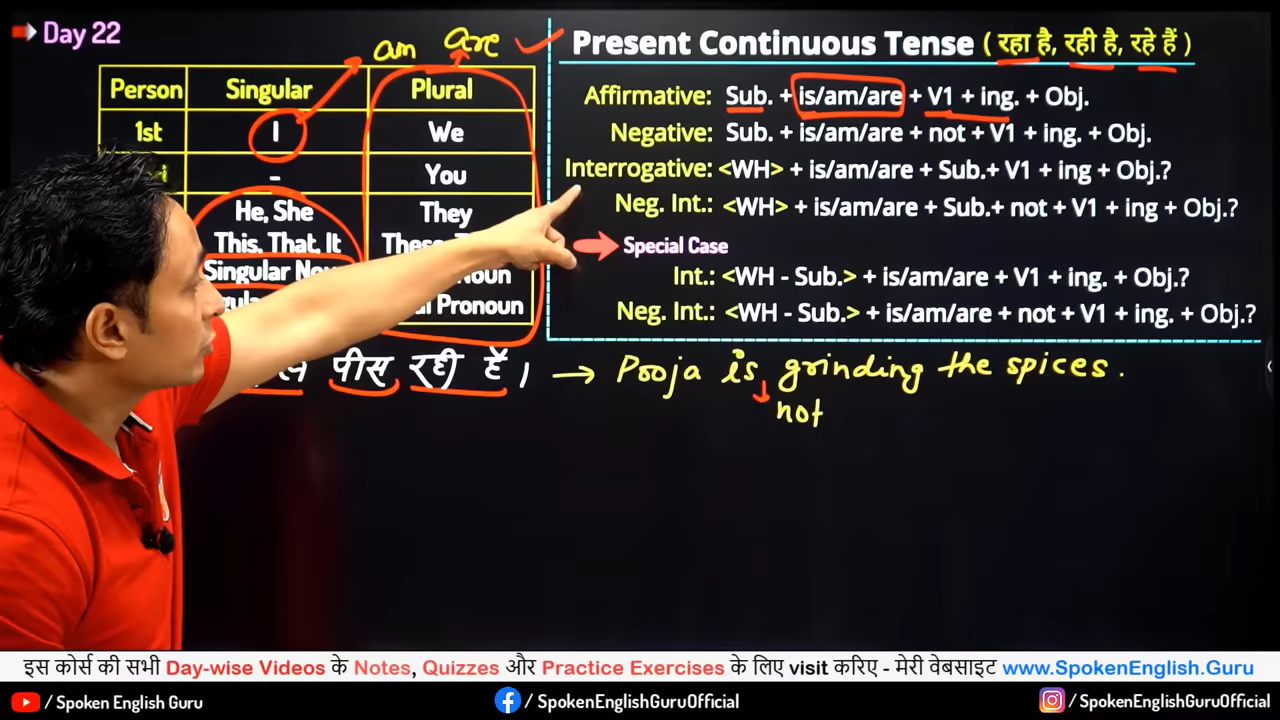 Day 22
am are
Present Continuous Tense ( रहा है, रही है, रहे हैं )
Person Singular Plural
1st I We
- You
He, She They
This, That, It These,
Singular Noun Noun
Pronoun
Affirmative: Sub. + is/am/are + V1 + ing. + Obj.
Negative: Sub. + is/am/are + not + V1 + ing. + Obj.
Interrogative: <WH> + is/am/are + Sub.+ V1 + ing + Obj.?
Neg. Int.: <WH> + is/am/are + Sub.+ not + V1 + ing + Obj.?
Special Case
Int.: <WH - Sub.> + is/am/are + V1 + ing. + Obj.?
Neg. Int.: <WH - Sub.> + is/am/are + not + V1 + ing. + Obj.?
पीस रही है। → Pooja is grinding the spices.
not
इस कोर्स की सभी Day-wise Videos के Notes, Quizzes और Practice Exercises के लिए visit करिए - मेरी वेबसाइट www.SpokenEnglish.Guru
/ Spoken English Guru /SpokenEnglishGuruOfficial /SpokenEnglishGuruOfficial